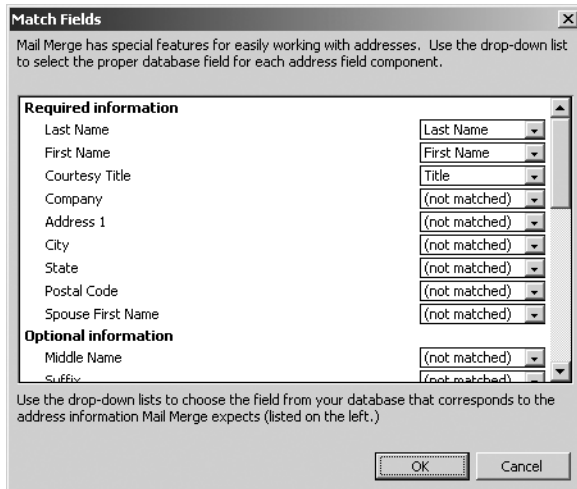 Match Fields
Mail Merge has special features for easily working with addresses. Use the drop-down list
to select the proper database field for each address field component.
Required information
Last Name Last Name
First Name First Name
Courtesy Title Title
Company (not matched)
Address 1 (not matched)
City (not matched)
State (not matched)
Postal Code (not matched)
Spouse First Name (not matched)
Optional information
Middle Name (not matched)
Suffix (not matched)
Use the drop-down lists to choose the field from your database that corresponds to the
address information Mail Merge expects (listed on the left.)
OK Cancel